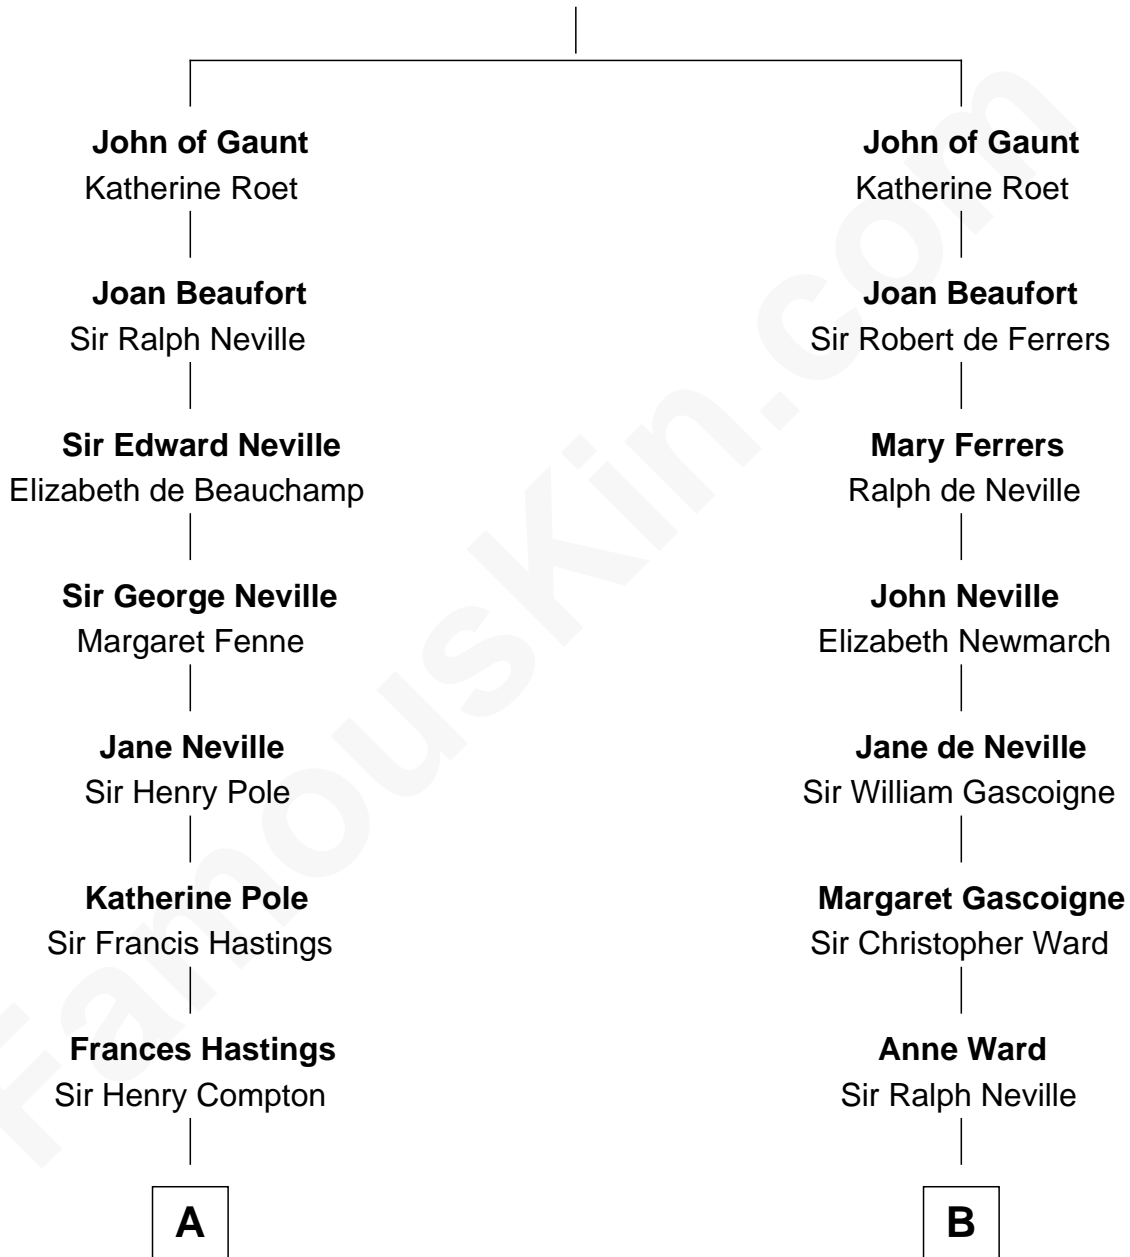 John of Gaunt
Katherine Roet
Joan Beaufort
Sir Ralph Neville
Sir Edward Neville
Elizabeth de Beauchamp
Sir George Neville
Margaret Fenne
Jane Neville
Sir Henry Pole
Katherine Pole
Sir Francis Hastings
Frances Hastings
Sir Henry Compton
A
John of Gaunt
Katherine Roet
Joan Beaufort
Sir Robert de Ferrers
Mary Ferrers
Ralph de Neville
John Neville
Elizabeth Newmarch
Jane de Neville
Sir William Gascoigne
Margaret Gascoigne
Sir Christopher Ward
Anne Ward
Sir Ralph Neville
B
FamousKin.com